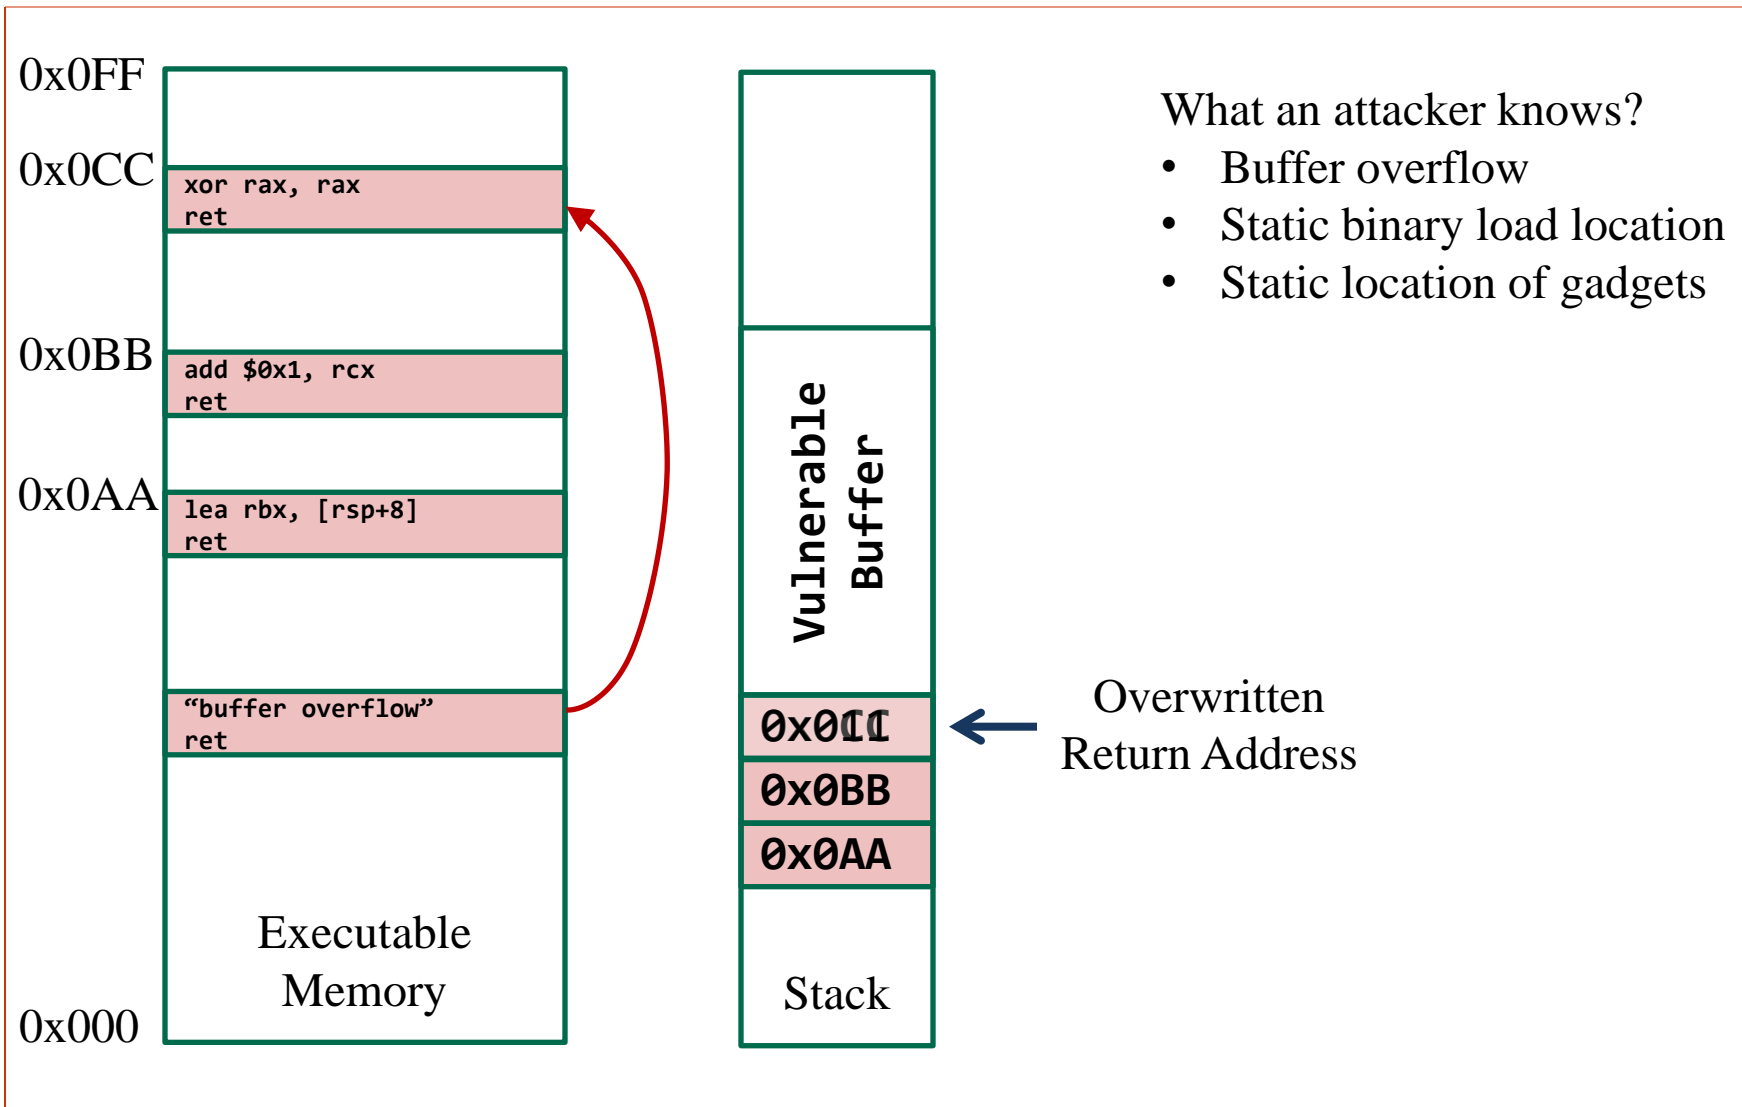 0x0FF
0x0CC
xor rax, rax
ret
0x0BB
add $0x1, rcx
ret
0x0AA
lea rbx, [rsp+8]
ret
“buffer overflow”
ret
Executable
Memory
0x000
Vulnerable
Buffer
0x0BB
0x0AA
Stack
What an attacker knows?
• Buffer overflow
• Static binary load location
• Static location of gadgets
Overwritten
Return Address